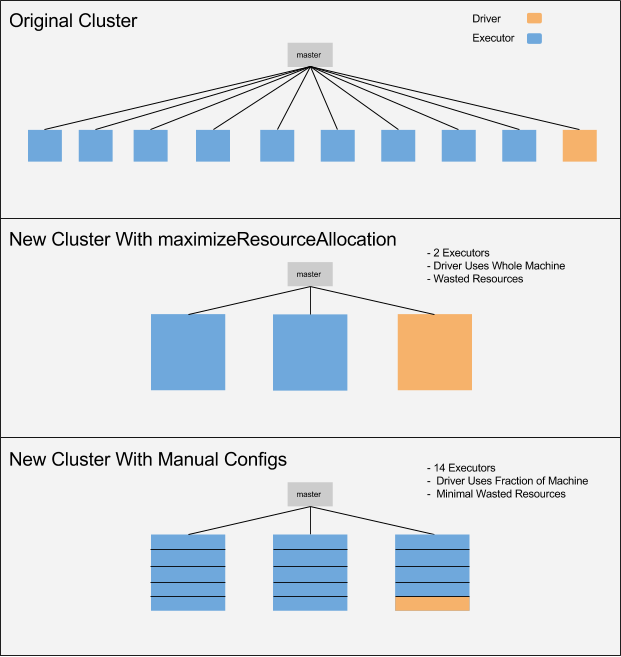 Original Cluster
Driver
Executor
master
New Cluster With maximizeResourceAllocation
- 2 Executors
- Driver Uses Whole Machine
- Wasted Resources
master
New Cluster With Manual Configs
- 14 Executors
- Driver Uses Fraction of Machine
- Minimal Wasted Resources
master